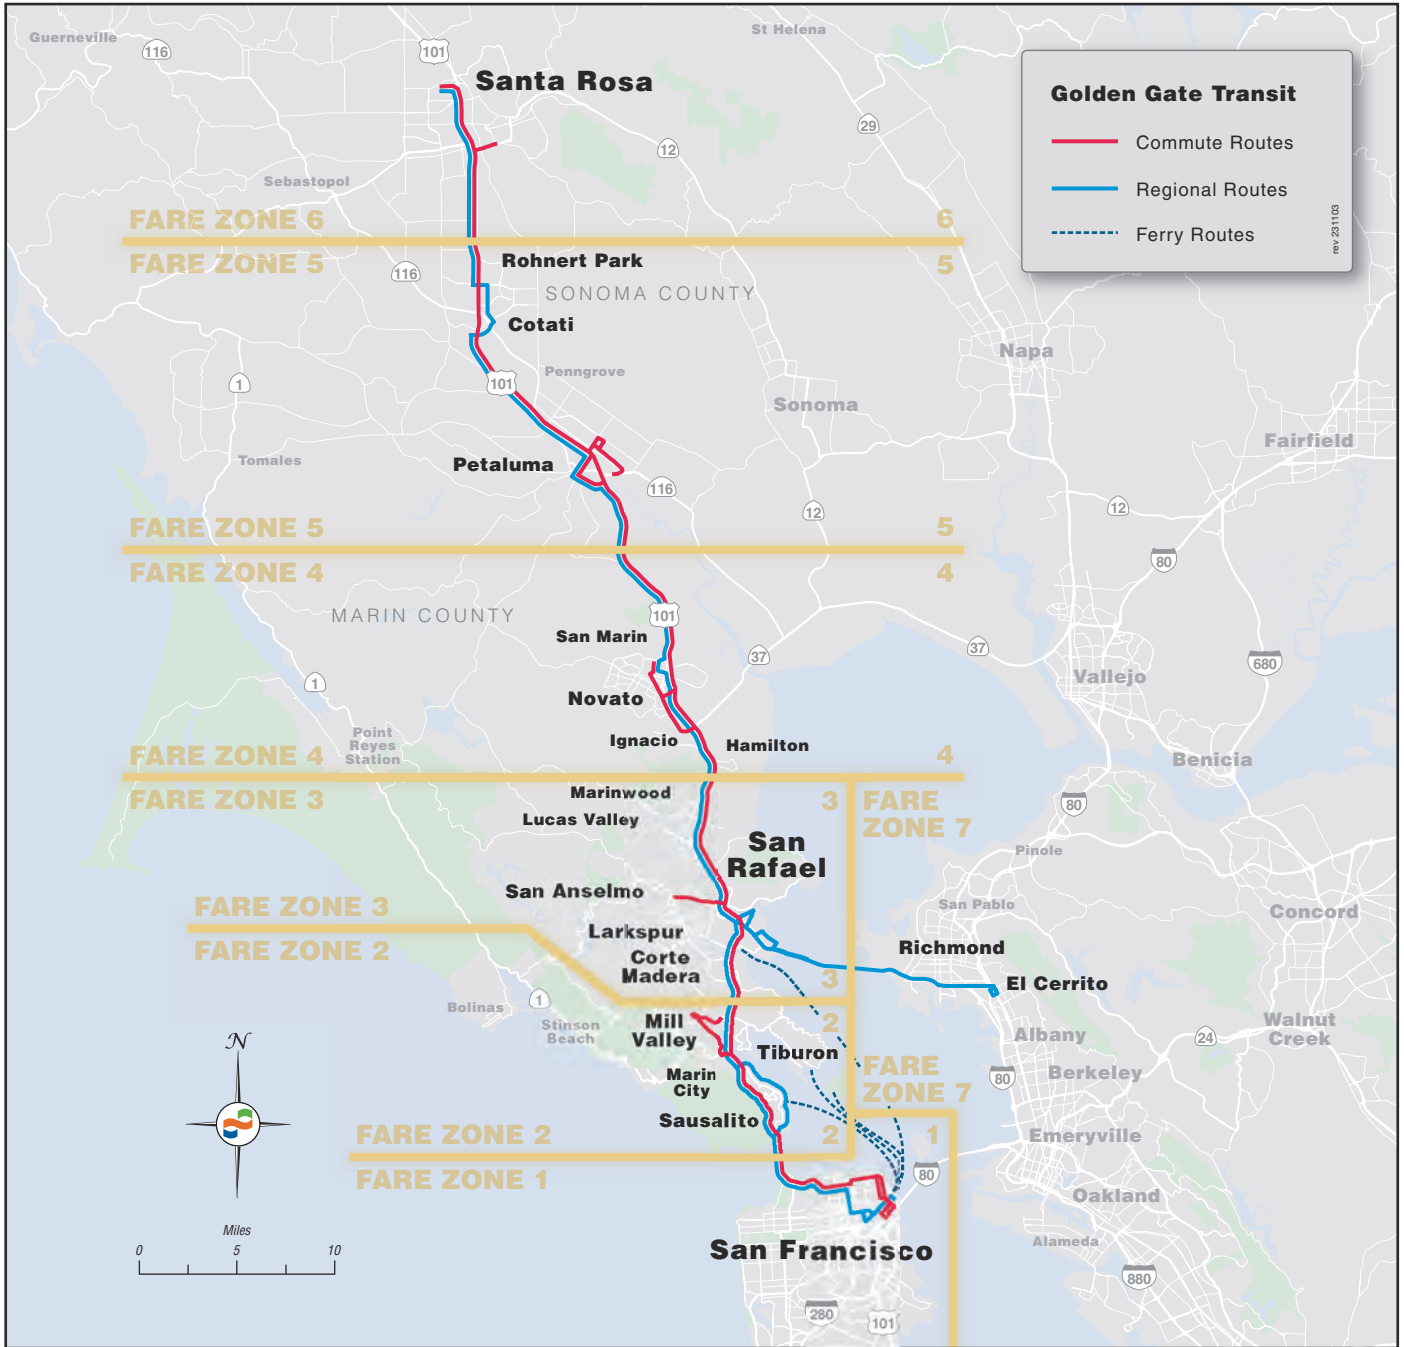 Guerneville
116
101
St Helena
Santa Rosa
Golden Gate Transit
Commute Routes
Regional Routes
Ferry Routes
rev 231103
29
12
Sebastopol
FARE ZONE 6
6
FARE ZONE 5
5
Rohnert Park
116
SONOMA COUNTY
Cotati
Napa
1
101
Penngrove
Sonoma
Fairfield
Tomales
Petaluma
116
12
12
FARE ZONE 5
5
FARE ZONE 4
4
80
MARIN COUNTY
101
San Marin
37
37
680
1
Vallejo
Novato
Point
Reyes
Station
Ignacio
Hamilton
FARE ZONE 4
4
Benicia
FARE ZONE 3
3
FARE
ZONE 7
Marinwood
80
Lucas Valley
San
Rafael
Pinole
San Anselmo
San Pablo
FARE ZONE 3
Concord
Larkspur
FARE ZONE 2
Richmond
Corte
Madera
3
El Cerrito
Bolinas
1
Stinson
Beach
Mill
Valley
2
Albany
24
Walnut
Creek
N
Tiburon
Marin
City
FARE
ZONE 7
80
Berkeley
Sausalito
FARE ZONE 2
2
1
Emeryville
FARE ZONE 1
80
Oakland
Miles
0
5
10
San Francisco
Alameda
880
280
101